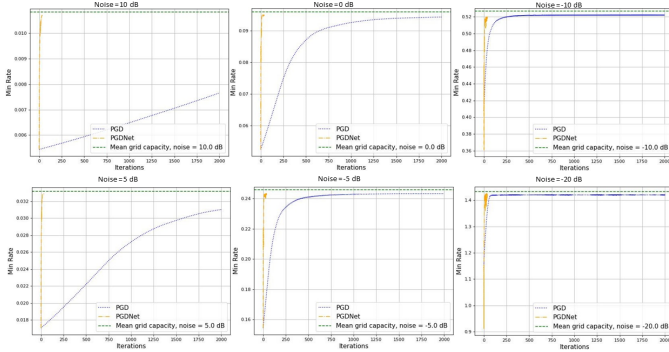 Noise=10 dB
Min Rate
0.011
0.010
0.009
0.008
0.007
0.006
0 250 500 750 1000 1250 1500 1750 2000
Iterations
PGD
PGDNet
Mean grid capacity, noise = 10.0 dB
Noise=0 dB
Min Rate
0.09
0.08
0.07
0.06
0 250 500 750 1000 1250 1500 1750 2000
Iterations
PGD
PGDNet
Mean grid capacity, noise = 0.0 dB
Noise=-10 dB
Min Rate
0.52
0.50
0.48
0.46
0.44
0.42
0.40
0.38
0.36
0 250 500 750 1000 1250 1500 1750 2000
Iterations
PGD
PGDNet
Mean grid capacity, noise = -10.0 dB
Noise=5 dB
Min Rate
0.032
0.030
0.028
0.026
0.024
0.022
0.020
0.018
0 250 500 750 1000 1250 1500 1750 2000
Iterations
PGD
PGDNet
Mean grid capacity, noise = 5.0 dB
Noise=-5 dB
Min Rate
0.24
0.22
0.20
0.18
0.16
0 250 500 750 1000 1250 1500 1750 2000
Iterations
PGD
PGDNet
Mean grid capacity, noise = -5.0 dB
Noise=-20 dB
Min Rate
1.4
1.3
1.2
1.1
1.0
0.9
0 250 500 750 1000 1250 1500 1750 2000
Iterations
PGD
PGDNet
Mean grid capacity, noise = -20.0 dB